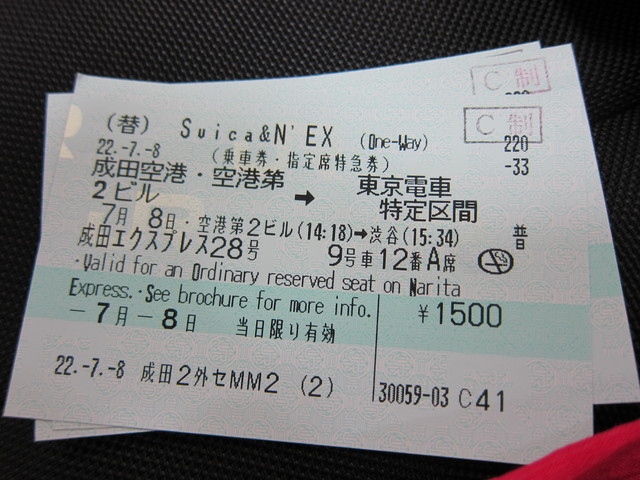 C制
C制
(替) Suica&N'EX (One-Way) 220
22.-7.-8 (乗車券・指定席特急券) -33
成田空港・空港第2ビル → 東京電車特定区間
7月 8日・空港第2ビル(14:18)→渋谷(15:34) 普
成田エクスプレス28号 9号車12番A席
・Valid for an Ordinary reserved seat on Narita
Express.・See brochure for more info. ¥1500
-7月-8日 当日限り有効
22.-7.-8 成田2外セMM2 (2) 30059-03 C41